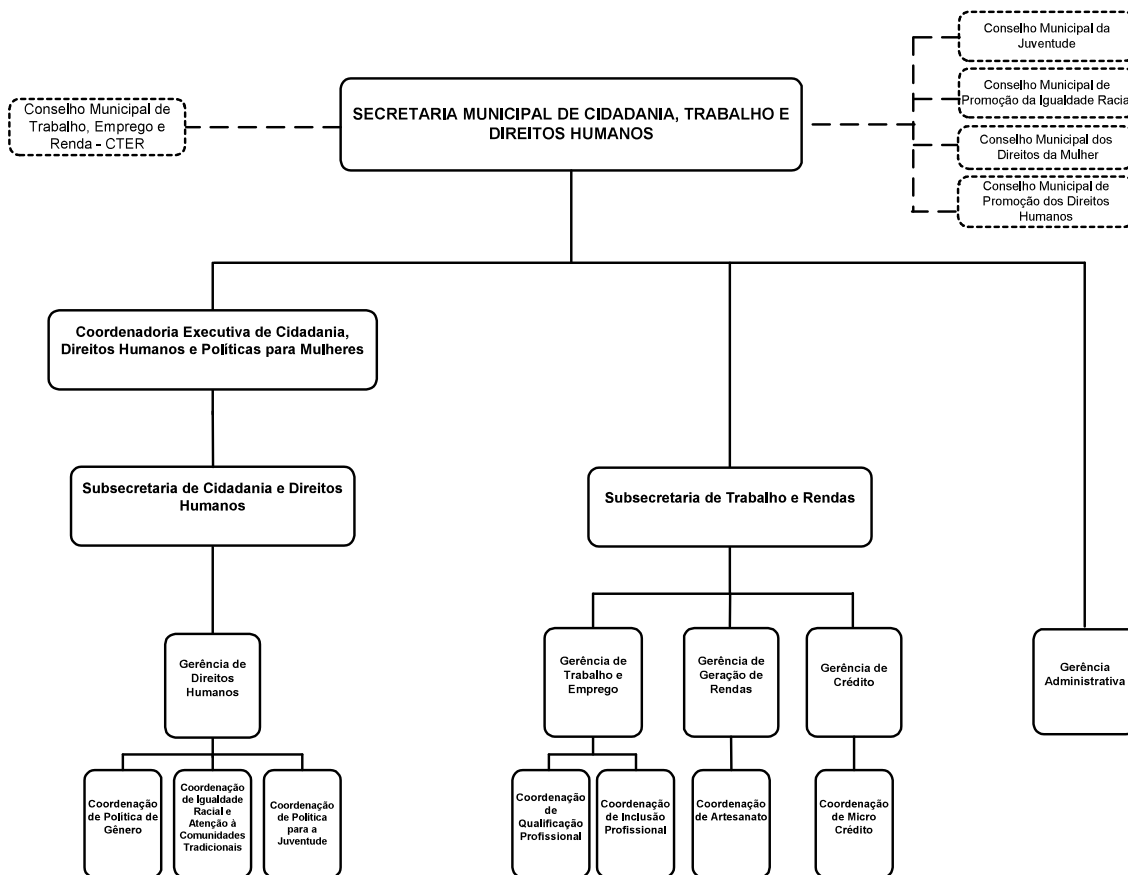 Conselho Municipal da
Juventude
Conselho Municipal de
Promoção da Igualdade Racia
Conselho Municipal dos
Direitos da Mulher
Conselho Municipal de
Promoção dos Direitos
Humanos
Conselho Municipal de
Trabalho, Emprego e
Renda - CTER
SECRETARIA MUNICIPAL DE CIDADANIA, TRABALHO E
DIREITOS HUMANOS
Coordenadoria Executiva de Cidadania,
Direitos Humanos e Políticas para Mulheres
Subsecretaria de Cidadania e Direitos
Humanos
Subsecretaria de Trabalho e Rendas
Gerência de
Direitos
Humanos
Gerência de
Trabalho e
Emprego
Gerência de
Geração de
Rendas
Gerência de
Crédito
Gerência
Administrativa
Coordenação
de Politica de
Gênero
Coordenação
de Igualdade
Racial e
Atenção à
Comunidades
Tradicionais
Coordenação
de Politica
para a
Juventude
Coordenação
de
Qualificação
Profissional
Coordenação
de Inclusão
Profissional
Coordenação
de Artesanato
Coordenação
de Micro
Crédito